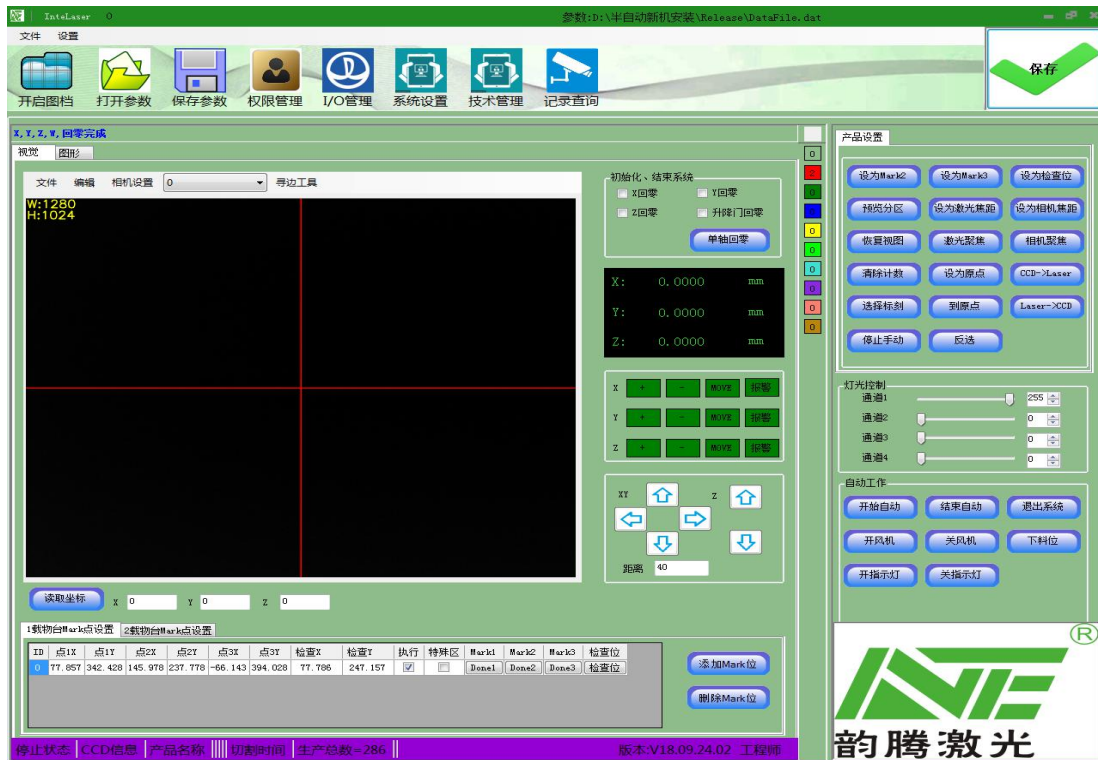 InteLaser 0 参数:D:\半自动新机安装\Release\DataFile.dat
文件 设置
开启图档 打开参数 保存参数 权限管理 I/O管理 系统设置 技术管理 记录查询
保存
X,Y,Z,W,回零完成
视觉 图形
文件 编辑 相机设置 0 寻边工具
W:1280
H:1024
初始化、结束系统
X回零 Y回零
Z回零 升降门回零
单轴回零
X: 0.0000 mm
Y: 0.0000 mm
Z: 0.0000 mm
X + - MOVE 报警
Y + - MOVE 报警
Z + - MOVE 报警
XY Z
距离 40
读取坐标 X 0 Y 0 Z 0
1载物台Mark点设置 2载物台Mark点设置
ID 点1X 点1Y 点2X 点2Y 点3X 点3Y 检查X 检查Y 执行 特殊区 Mark1 Mark2 Mark3 检查位
0 77.857 342.428 145.978 237.778 -66.143 394.028 77.786 247.157 Done1 Done2 Done3 检查位
添加Mark位
删除Mark位
0
2
0
0
0
0
0
0
0
0
产品设置
设为Mark2 设为Mark3 设为检查位
预览分区 设为激光焦距 设为相机焦距
恢复视图 激光聚焦 相机聚焦
清除计数 设为原点 CCD->Laser
选择标刻 到原点 Laser->CCD
停止手动 反选
灯光控制
通道1 255
通道2 0
通道3 0
通道4 0
自动工作
开始自动 结束自动 退出系统
开风机 关风机 下料位
开指示灯 关指示灯
®
韵腾激光
停止状态 CCD信息 产品名称 切割时间 生产总数=286 版本:V18.09.24.02 工程师